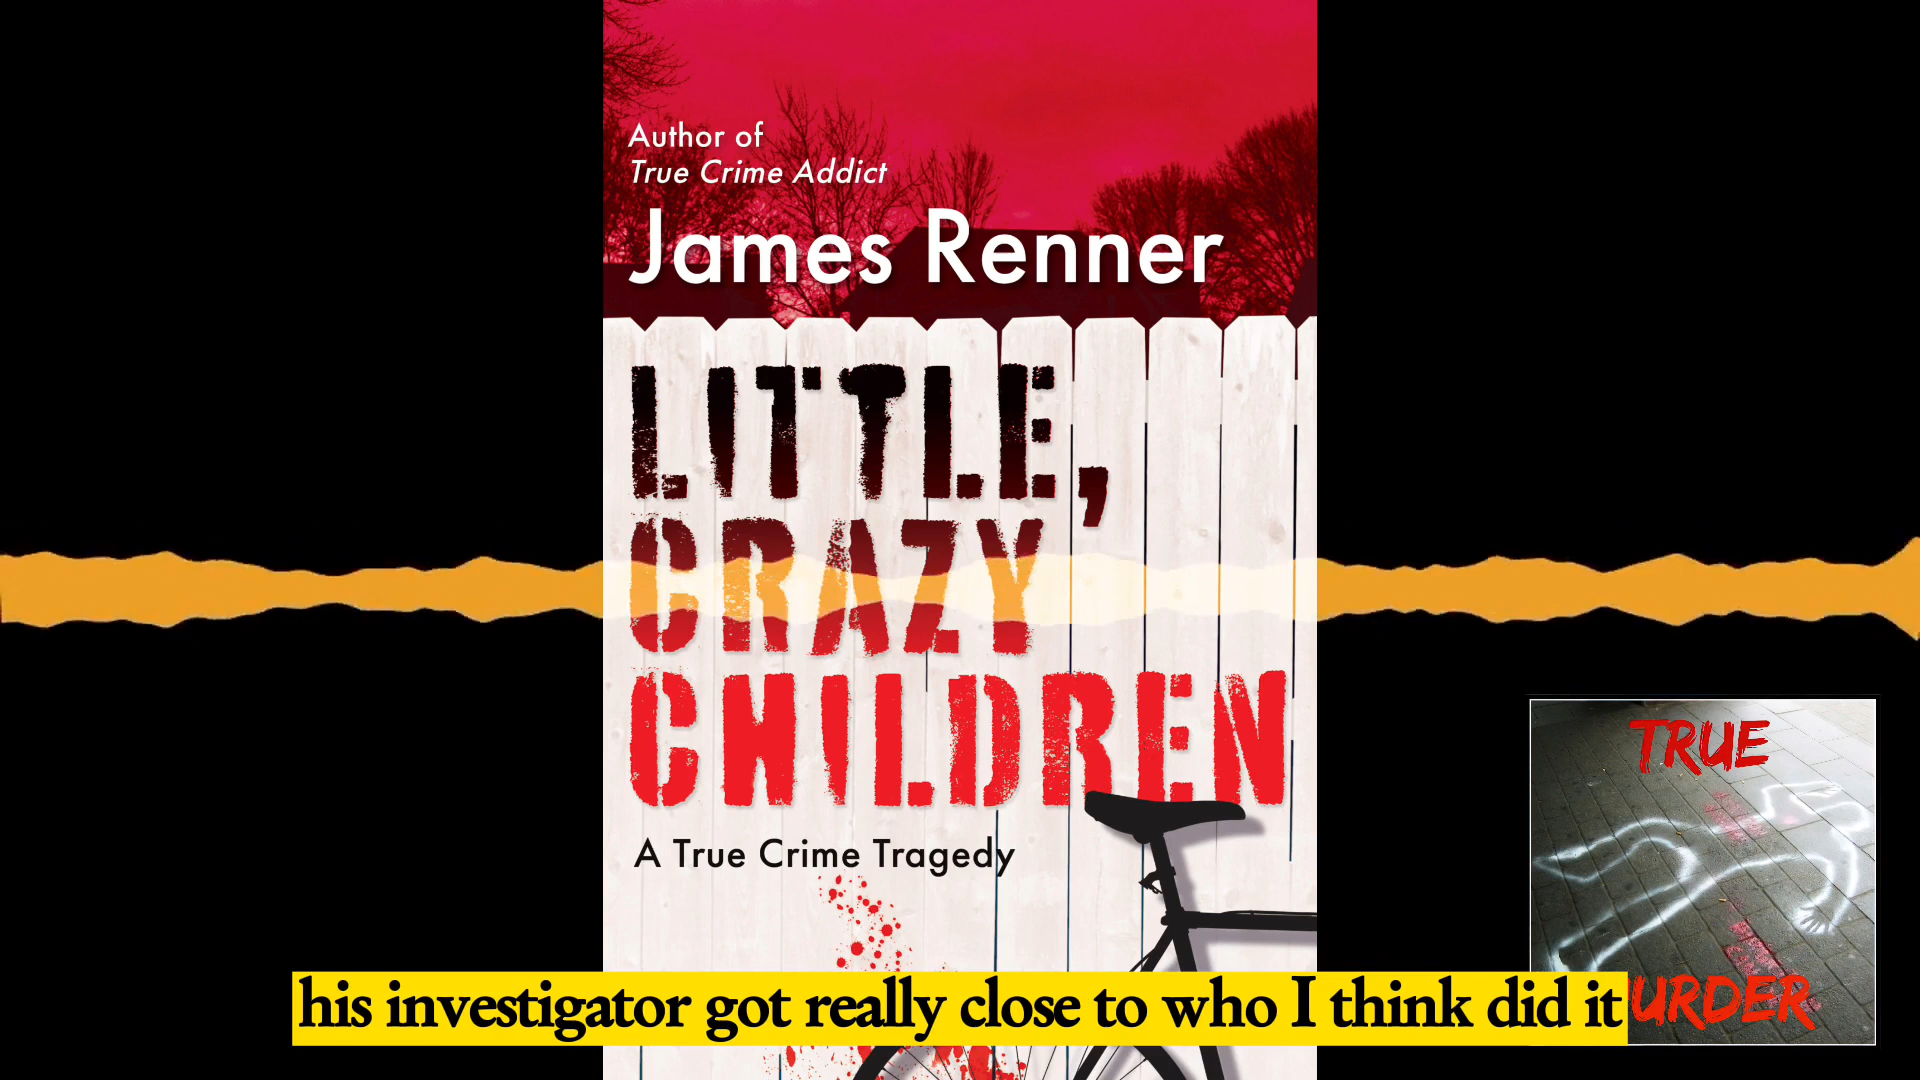 Author of
True Crime Addict
James Renner
LITTLE,
CRAZY
CHILDREN
A True Crime Tragedy
TRUE
URDER
his investigator got really close to who I think did it